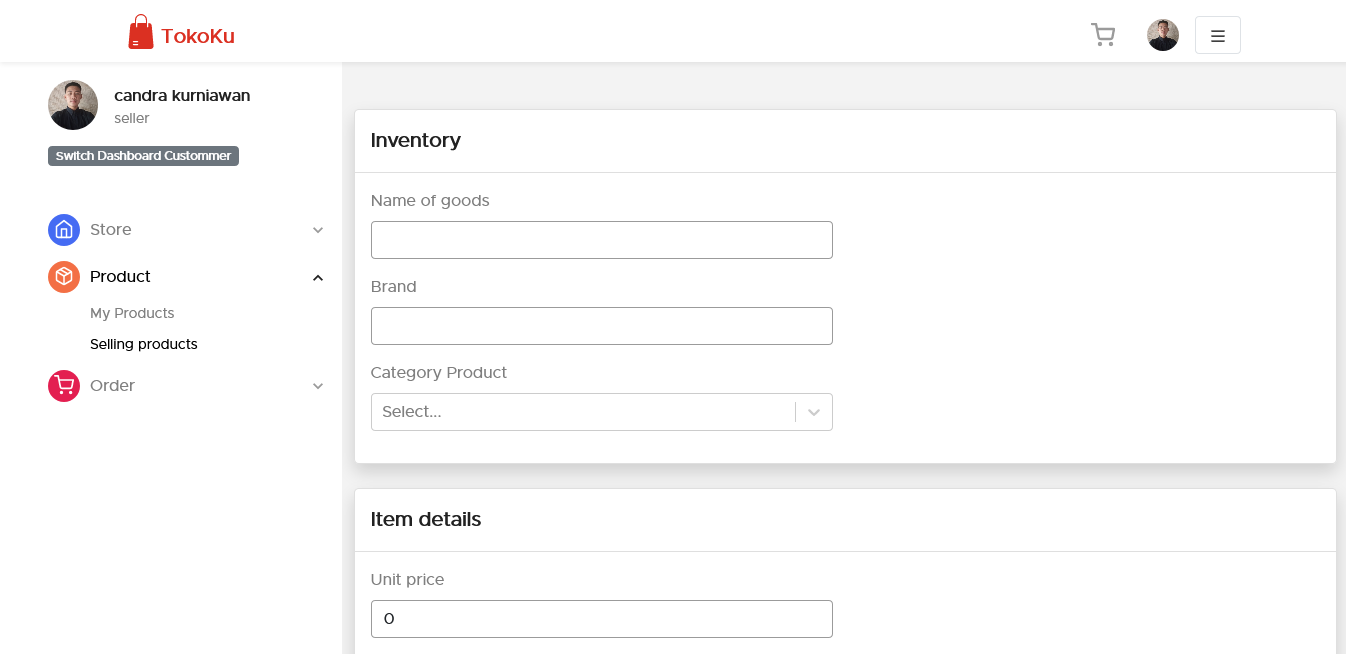 TokoKu
candra kurniawan
seller
Switch Dashboard Custommer
Store
Product
My Products
Selling products
Order
Inventory
Name of goods
Brand
Category Product
Select...
Item details
Unit price
0